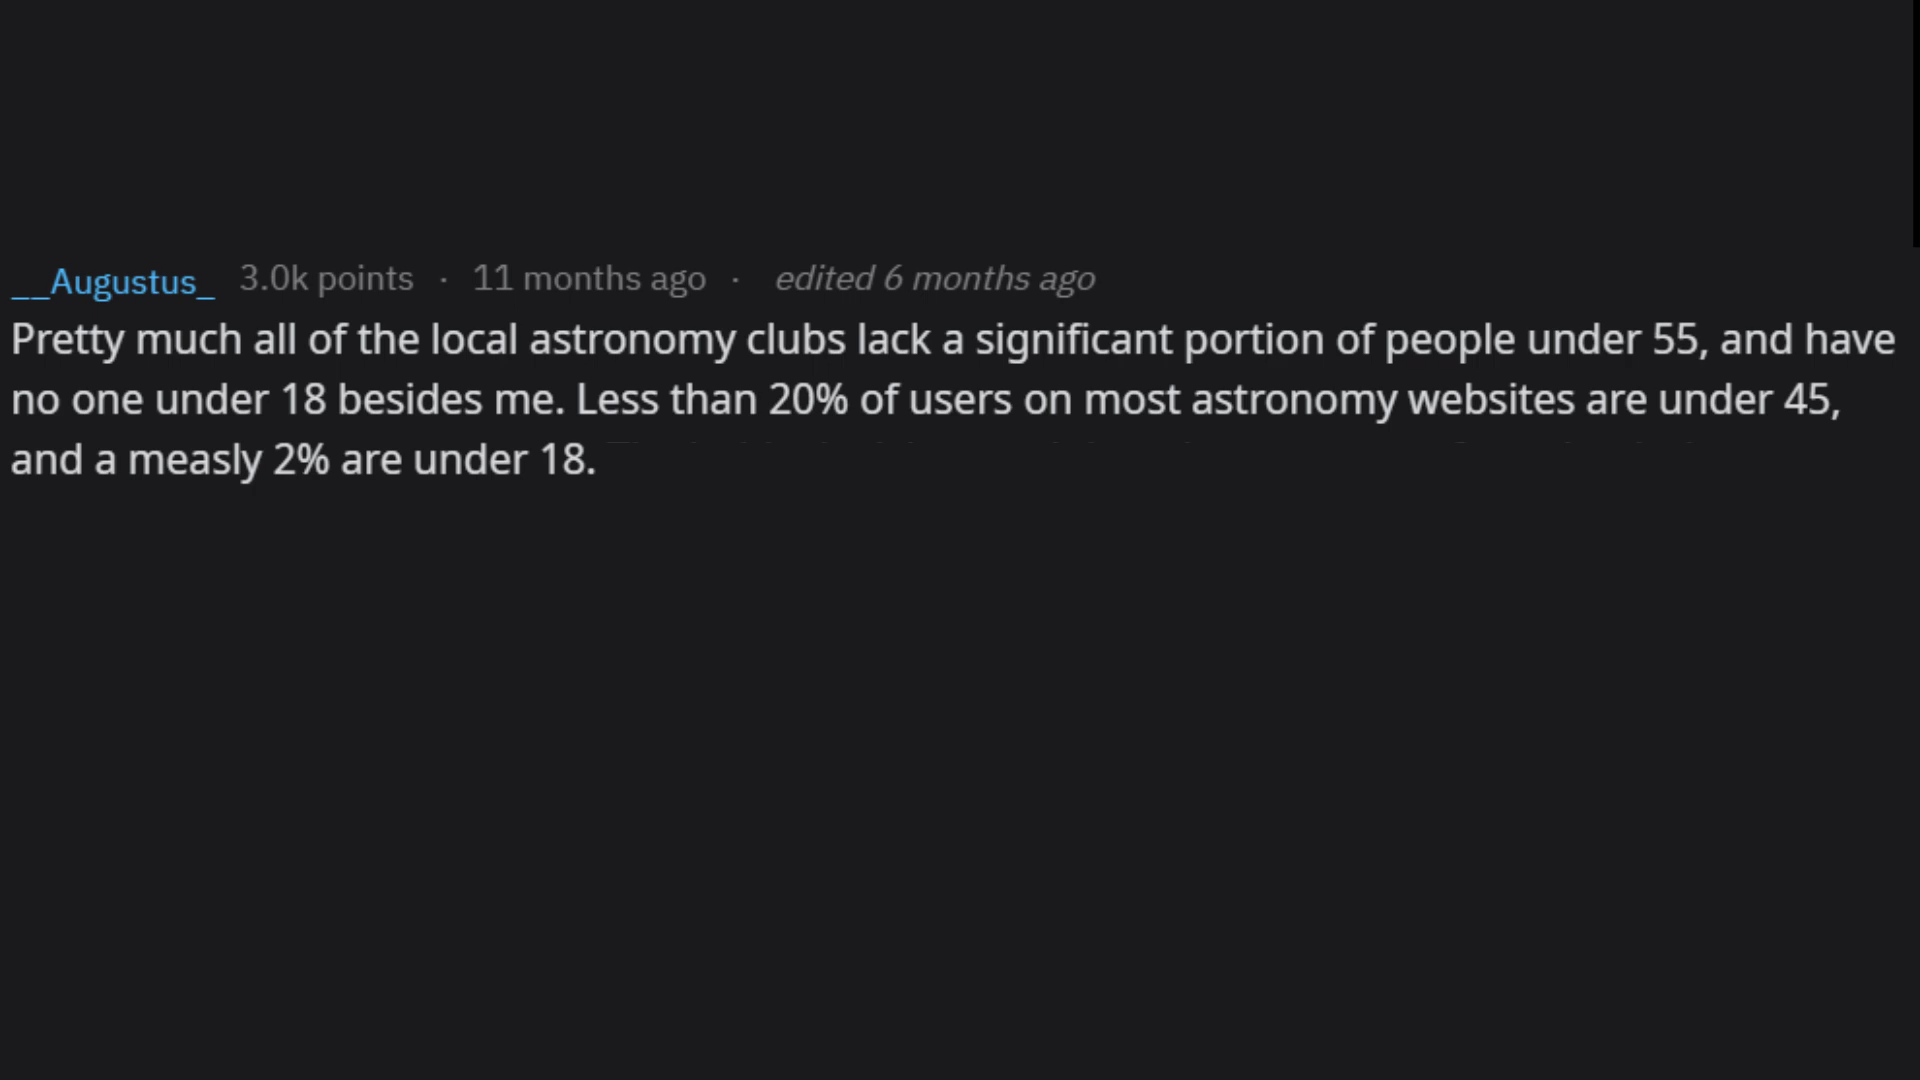 __Augustus_ 3.0k points · 11 months ago · edited 6 months ago
Pretty much all of the local astronomy clubs lack a significant portion of people under 55, and have
no one under 18 besides me. Less than 20% of users on most astronomy websites are under 45,
and a measly 2% are under 18.